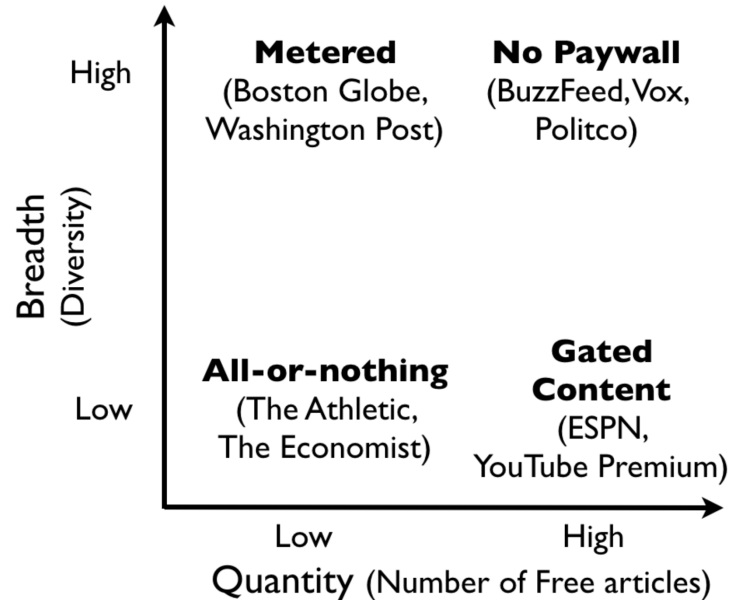 High
Metered
(Boston Globe,
Washington Post)
No Paywall
(BuzzFeed, Vox,
Politco)
Breadth
(Diversity)
Low
All-or-nothing
(The Athletic,
The Economist)
Gated
Content
(ESPN,
YouTube Premium)
Low
High
Quantity (Number of Free articles)